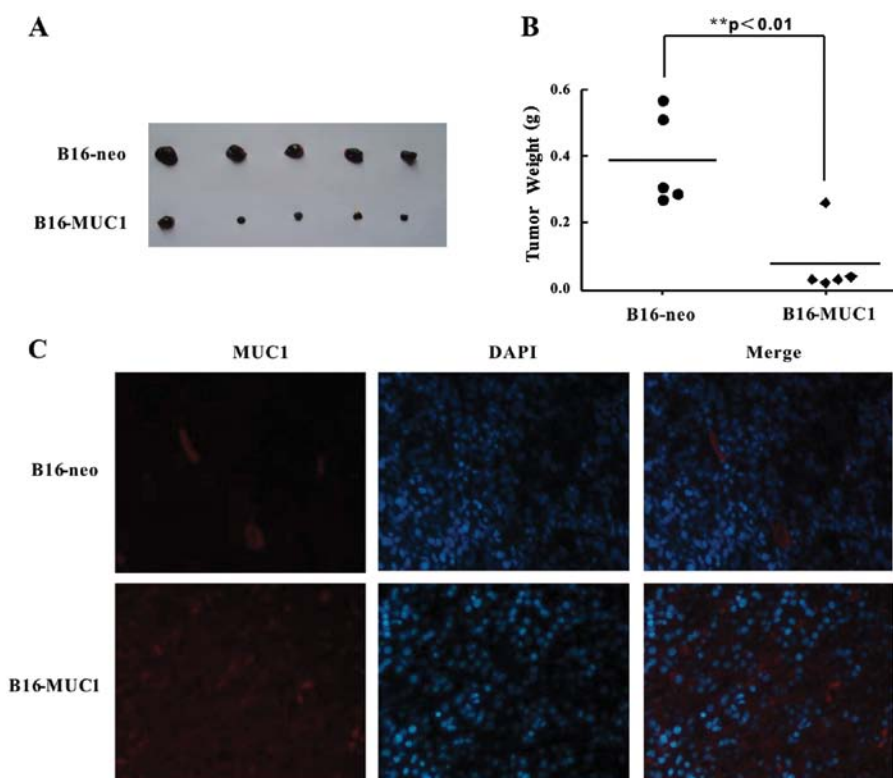 A
B16-neo
B16-MUC1
B
**p<0.01
Tumor Weight (g)
0.6
0.4
0.2
0.0
B16-neo
B16-MUC1
C
MUC1
DAPI
Merge
B16-neo
B16-MUC1